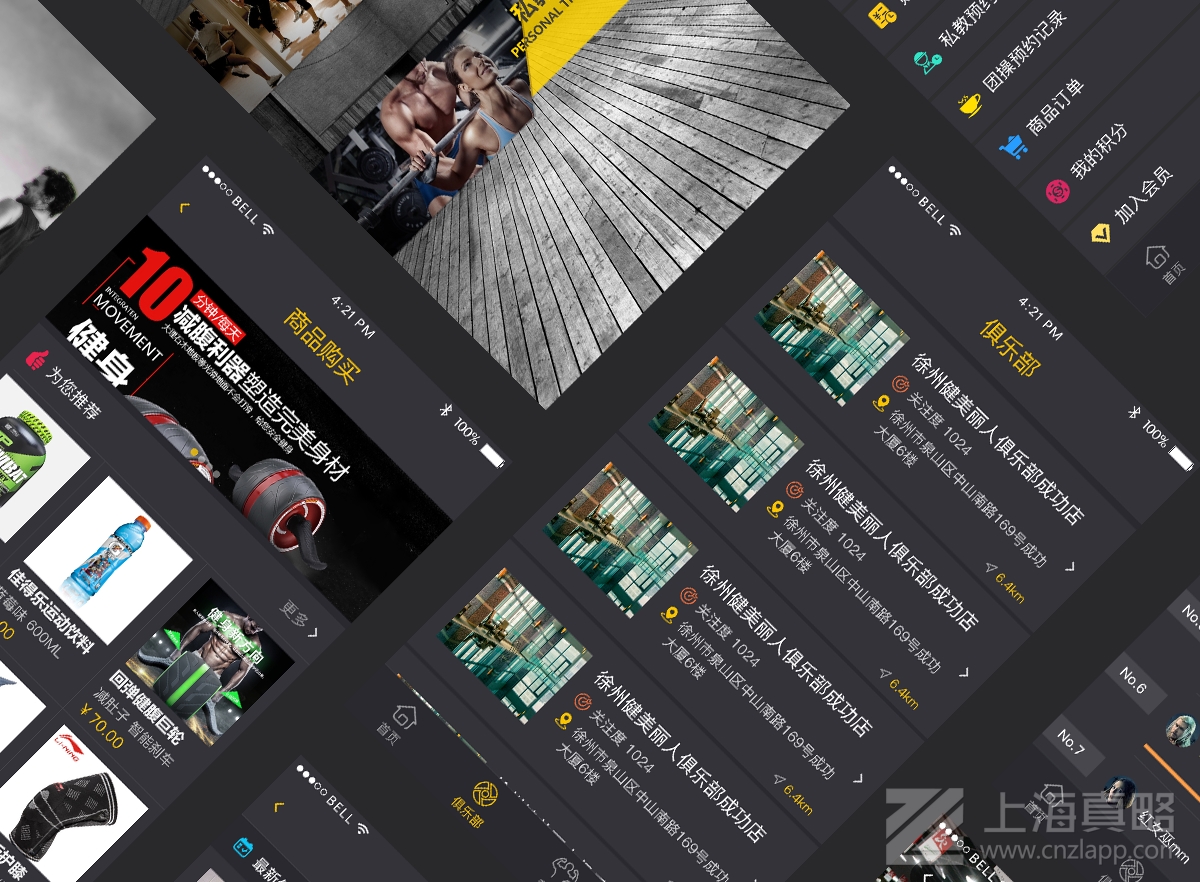 PERSONAL T
私教预约
团操预约记录
商品订单
我的积分
加入会员
首页
BELL
4:21 PM
100%
商品购买
10
分钟/每天
INTEGRATEN
MOVEMENT
健身
减腹利器塑造完美身材
为您推荐
更多
佳得乐运动饮料
莓味 600ML
健身新方向
回弹健腹巨轮
减肚子 智能刹车
¥70.00
LI-NING
护膝
BELL
4:21 PM
100%
俱乐部
徐州健美丽人俱乐部成功店
关注度 1024
徐州市泉山区中山南路169号成功
大厦6楼
6.4km
徐州健美丽人俱乐部成功店
关注度 1024
徐州市泉山区中山南路169号成功
大厦6楼
6.4km
徐州健美丽人俱乐部成功店
关注度 1024
徐州市泉山区中山南路169号成功
大厦6楼
6.4km
徐州健美丽人俱乐部成功店
关注度 1024
徐州市泉山区中山南路169号成功
大厦6楼
首页
俱乐部
BELL
最新
No.6
No.7
红女巫mm
BELL
上海真略
www.cnzlapp.com